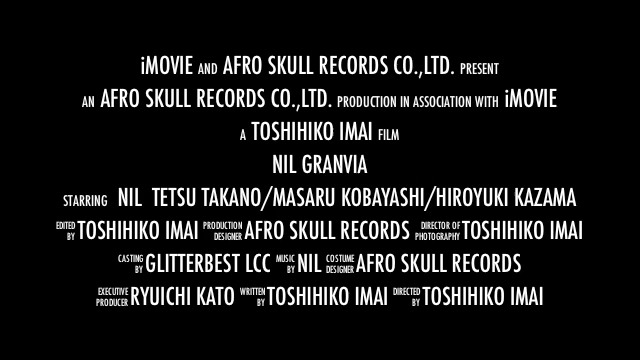 iMOVIE AND AFRO SKULL RECORDS CO.,LTD. PRESENT
AN AFRO SKULL RECORDS CO.,LTD. PRODUCTION IN ASSOCIATION WITH iMOVIE
A TOSHIHIKO IMAI FILM
NIL GRANVIA
STARRING NIL TETSU TAKANO/MASARU KOBAYASHI/HIROYUKI KAZAMA
EDITED BY TOSHIHIKO IMAI PRODUCTION DESIGNER AFRO SKULL RECORDS DIRECTOR OF PHOTOGRAPHY TOSHIHIKO IMAI
CASTING BY GLITTERBEST LCC MUSIC BY NIL COSTUME DESIGNER AFRO SKULL RECORDS
EXECUTIVE PRODUCER RYUICHI KATO WRITTEN BY TOSHIHIKO IMAI DIRECTED BY TOSHIHIKO IMAI